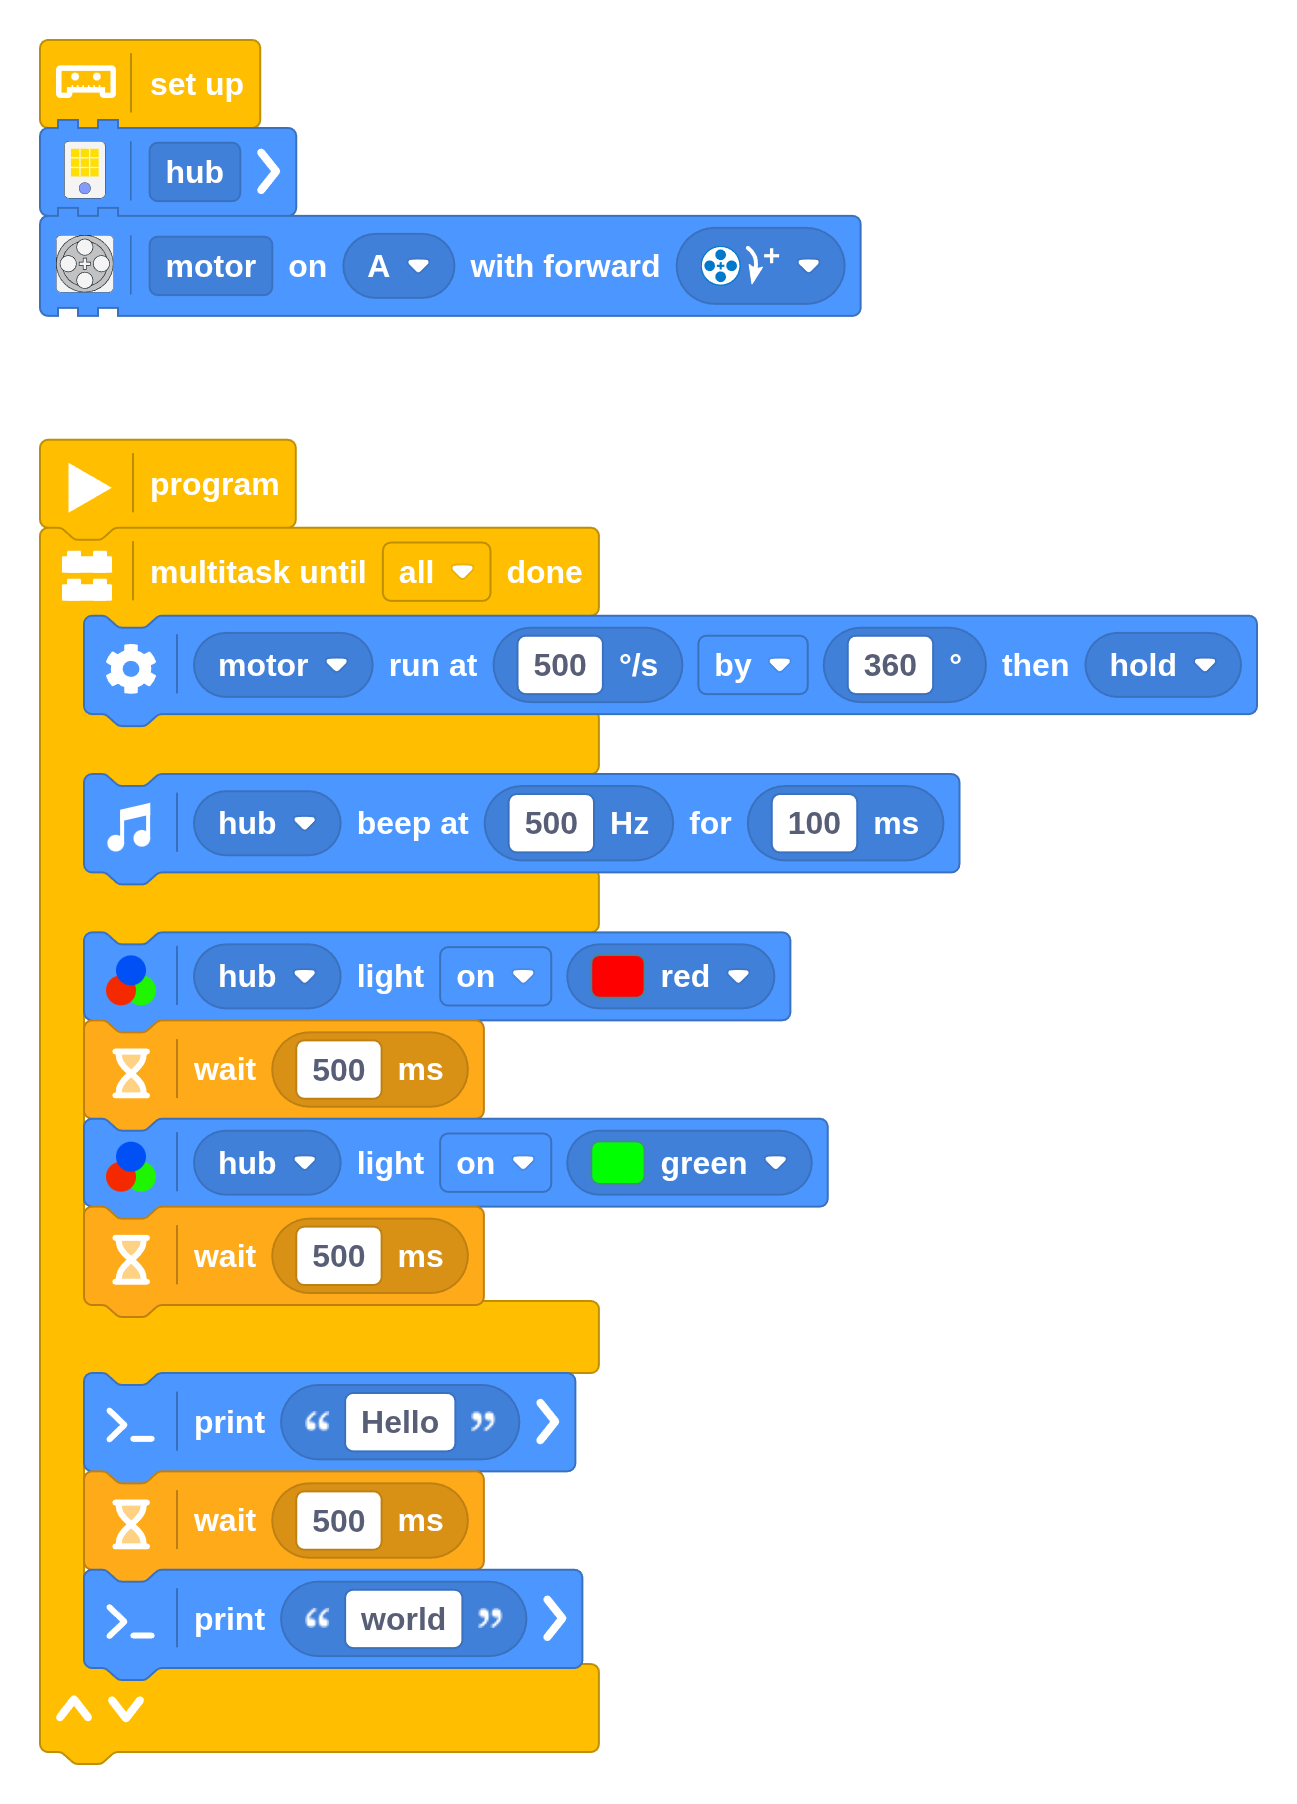 set up
hub
motor on A with forward +
program
multitask until all done
motor run at 500 °/s by 360 ° then hold
hub beep at 500 Hz for 100 ms
hub light on red
wait 500 ms
hub light on green
wait 500 ms
print “ Hello ”
wait 500 ms
print “ world ”